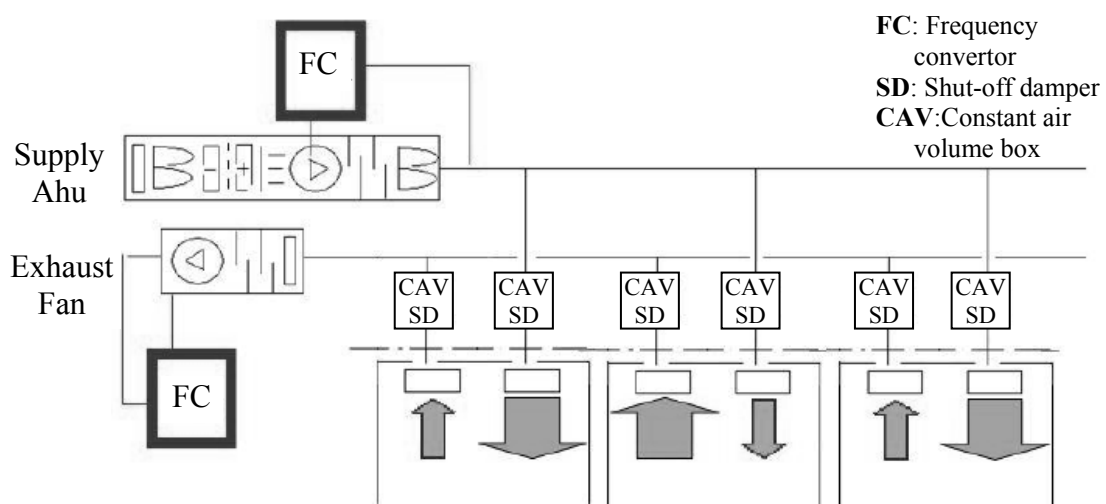 FC
FC: Frequency
convertor
SD: Shut-off damper
CAV:Constant air
volume box
Supply
Ahu
Exhaust
Fan
CAV
SD
CAV
SD
CAV
SD
CAV
SD
CAV
SD
CAV
SD
FC